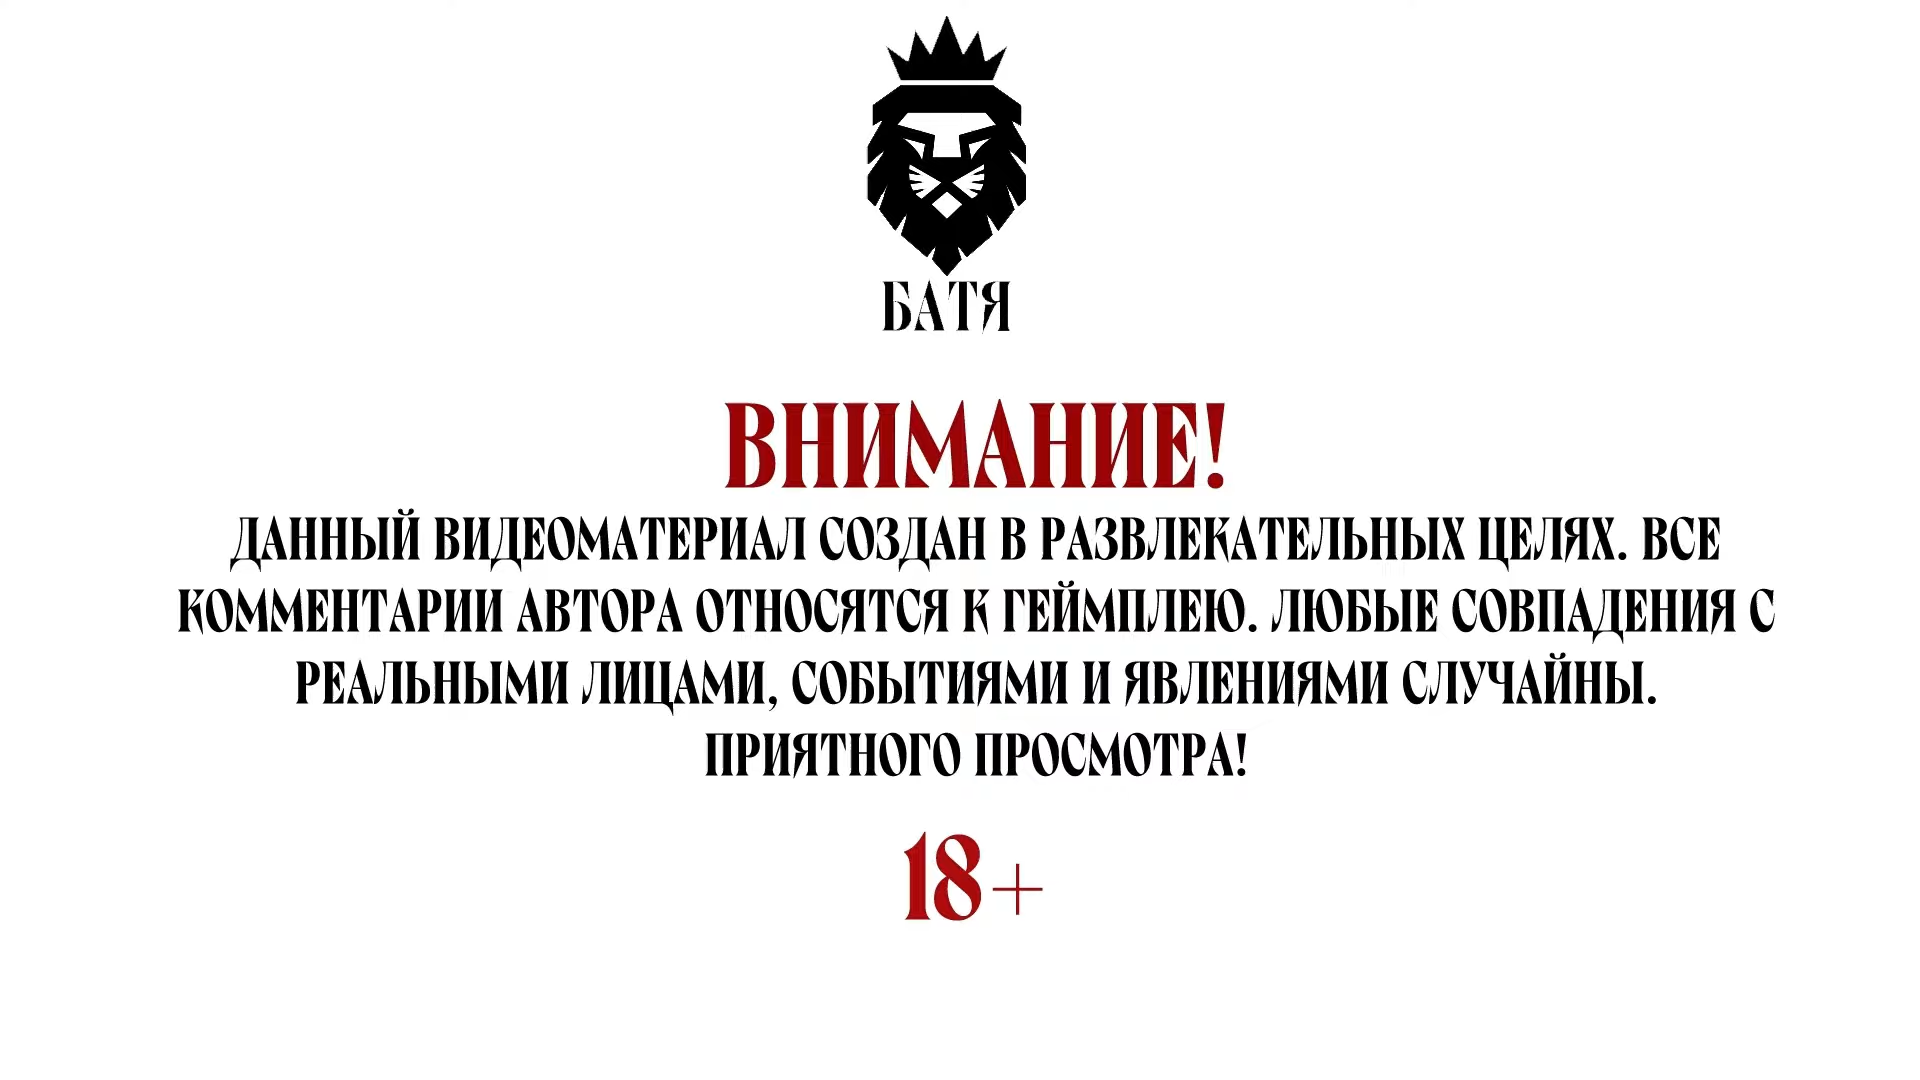 БАТЯ
ВНИМАНИЕ!
ДАННЫЙ ВИДЕОМАТЕРИАЛ СОЗДАН В РАЗВЛЕКАТЕЛЬНЫХ ЦЕЛЯХ. ВСЕ
КОММЕНТАРИИ АВТОРА ОТНОСЯТСЯ К ГЕЙМПЛЕЮ. ЛЮБЫЕ СОВПАДЕНИЯ С
РЕАЛЬНЫМИ ЛИЦАМИ, СОБЫТИЯМИ И ЯВЛЕНИЯМИ СЛУЧАЙНЫ.
ПРИЯТНОГО ПРОСМОТРА!
18+